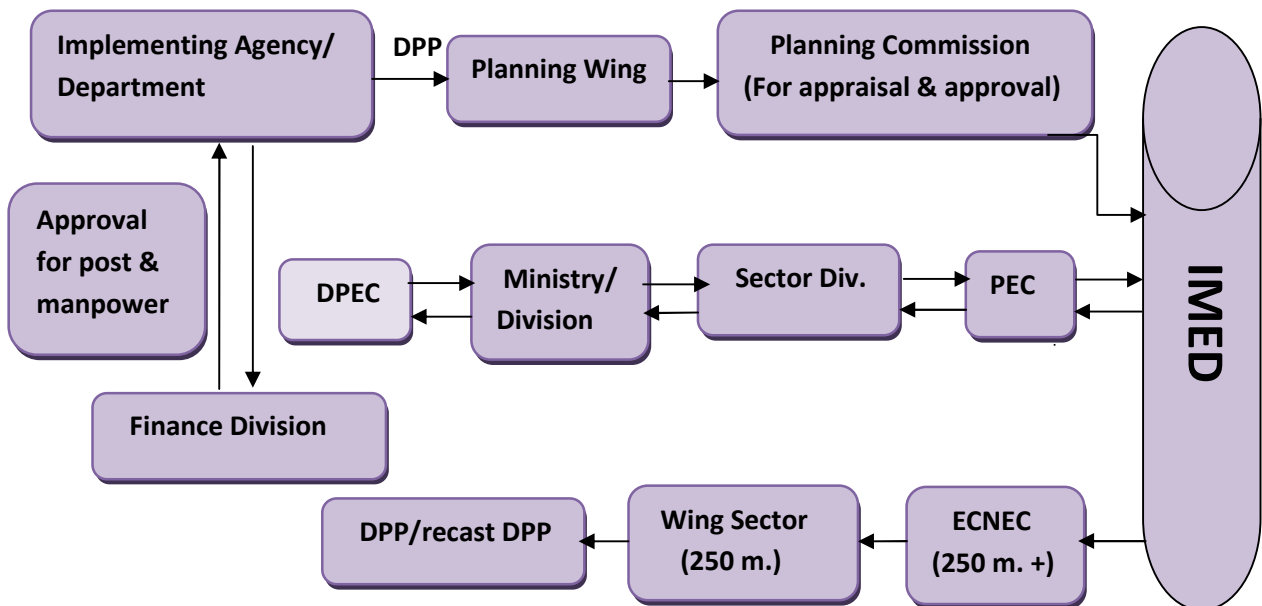 Implementing Agency/
Department
DPP
Planning Wing
Planning Commission
(For appraisal & approval)
Approval
for post &
manpower
DPEC
Ministry/
Division
Sector Div.
PEC
IMED
Finance Division
DPP/recast DPP
Wing Sector
(250 m.)
ECNEC
(250 m. +)